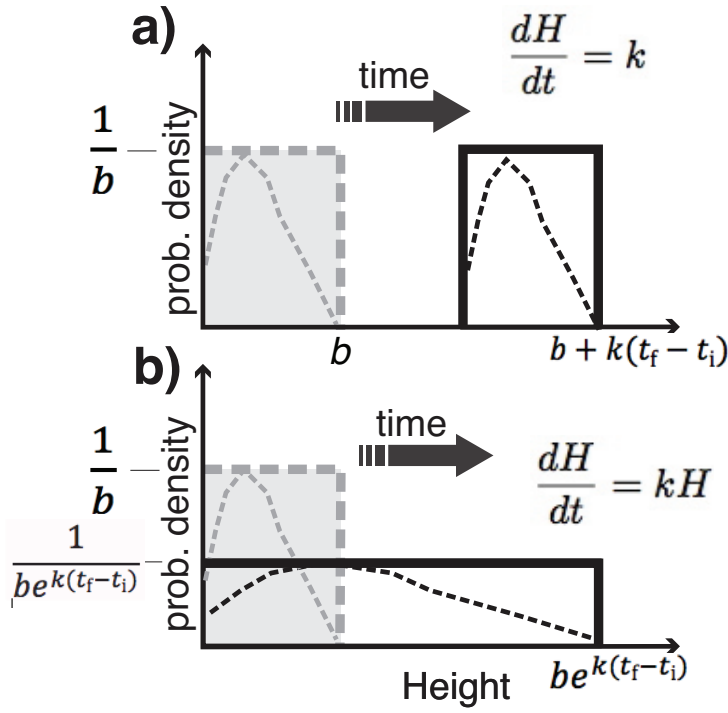 a)
dH/dt = k
time
1/b
prob. density
b
b + k(t_f − t_i)
b)
time
1/b
dH/dt = kH
1/be^{k(t_f−t_i)}
prob. density
be^{k(t_f−t_i)}
Height